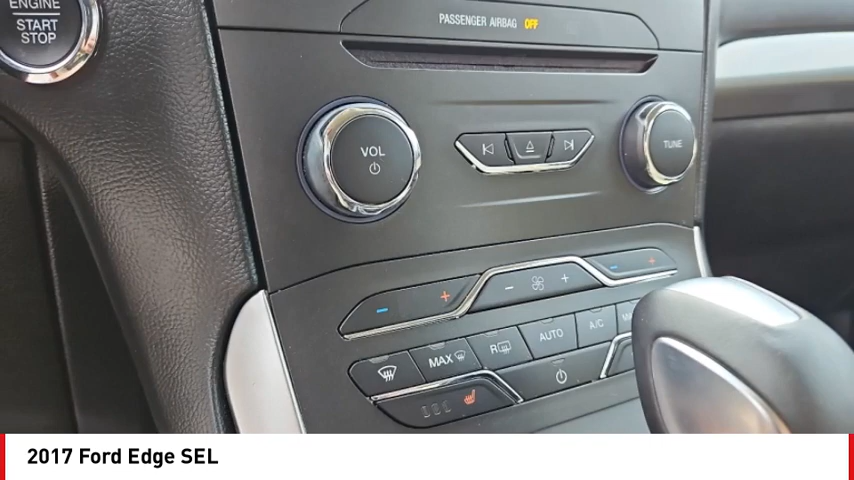 ENGINE
START
STOP
PASSENGER AIRBAG OFF
VOL
TUNE
MAX
R
AUTO
A/C
2017 Ford Edge SEL